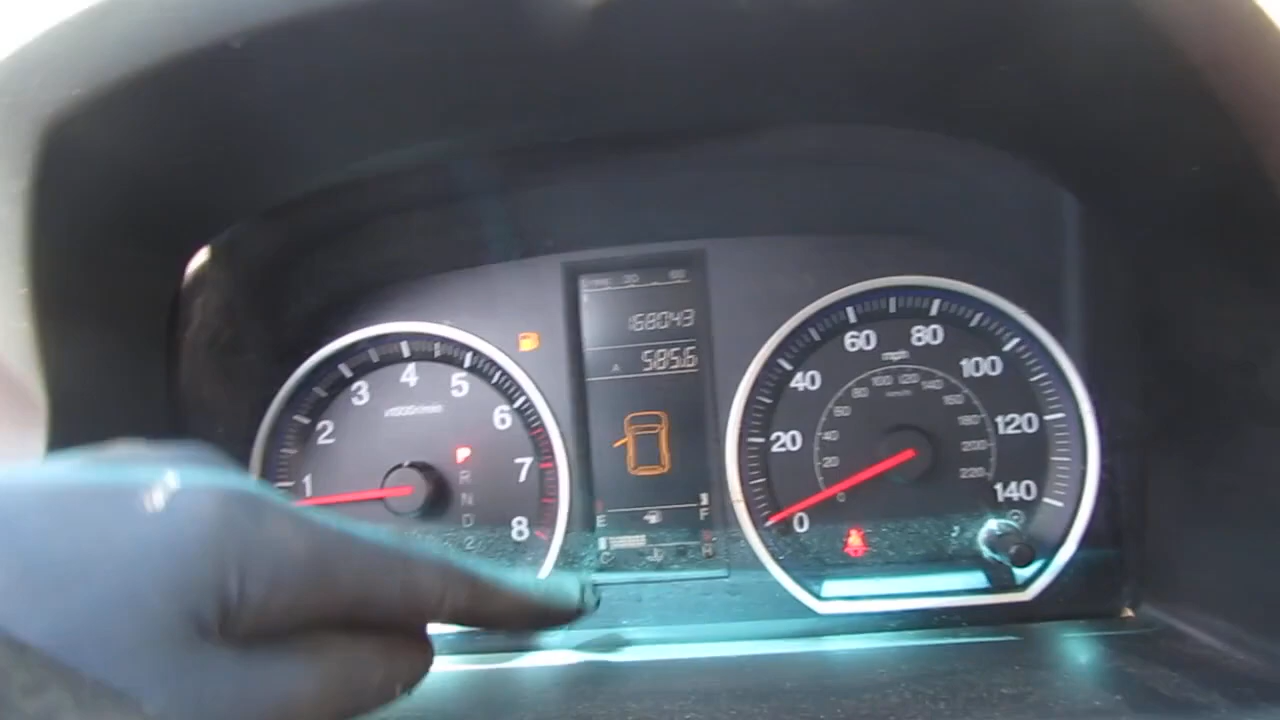 1 2 3 4 5 6 7 8
x1000r/min
P
R
N
D
2
168043
A 585.6
E F
C H
0 20 40 60 80 100 120 140
mph
0 20 40 60 80 100 120 140 160 180 200 220
km/h